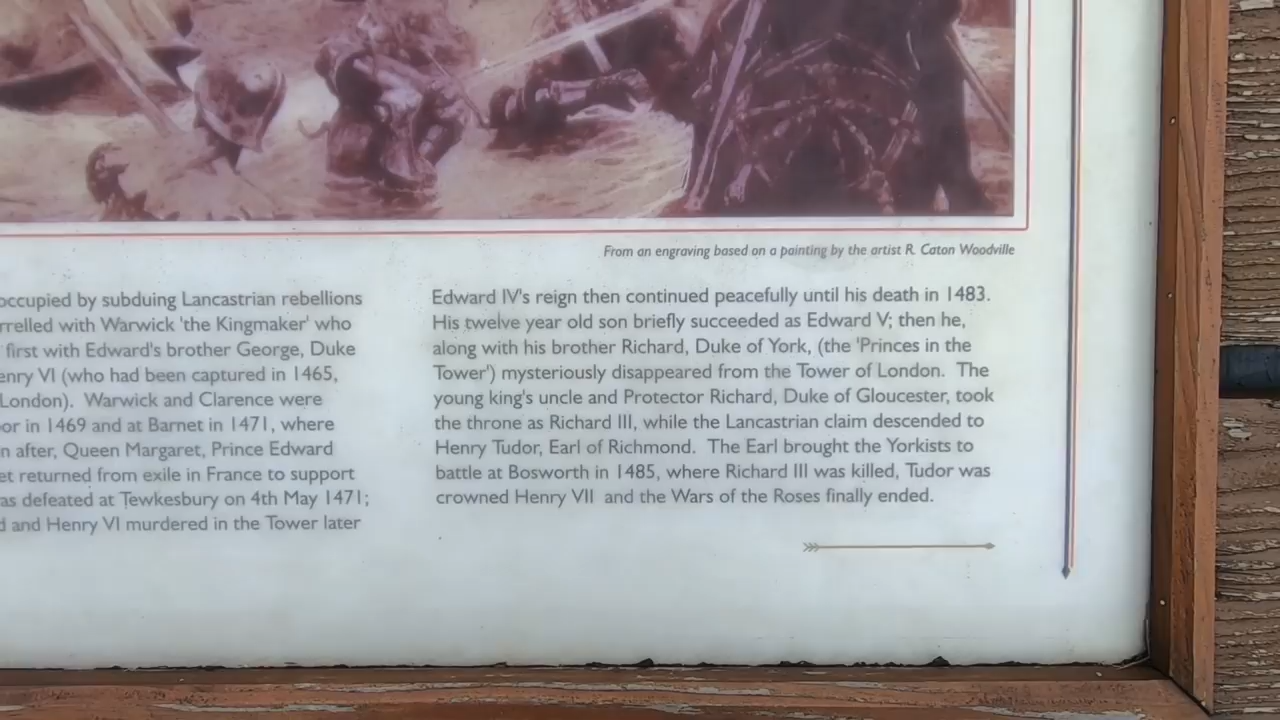 From an engraving based on a painting by the artist R. Caton Woodville
occupied by subduing Lancastrian rebellions
rrelled with Warwick 'the Kingmaker' who
first with Edward's brother George, Duke
enry VI (who had been captured in 1465,
London). Warwick and Clarence were
or in 1469 and at Barnet in 1471, where
n after, Queen Margaret, Prince Edward
et returned from exile in France to support
as defeated at Tewkesbury on 4th May 1471;
d and Henry VI murdered in the Tower later
Edward IV's reign then continued peacefully until his death in 1483.
His twelve year old son briefly succeeded as Edward V; then he,
along with his brother Richard, Duke of York, (the 'Princes in the
Tower') mysteriously disappeared from the Tower of London. The
young king's uncle and Protector Richard, Duke of Gloucester, took
the throne as Richard III, while the Lancastrian claim descended to
Henry Tudor, Earl of Richmond. The Earl brought the Yorkists to
battle at Bosworth in 1485, where Richard III was killed, Tudor was
crowned Henry VII and the Wars of the Roses finally ended.